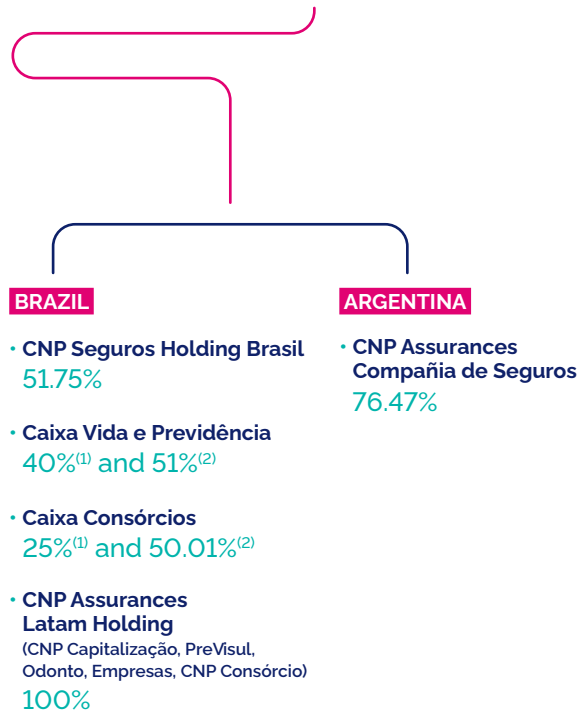 BRAZIL
• CNP Seguros Holding Brasil
51.75%
• Caixa Vida e Previdência
40%(1) and 51%(2)
• Caixa Consórcios
25%(1) and 50.01%(2)
• CNP Assurances
Latam Holding
(CNP Capitalização, PreVisul,
Odonto, Empresas, CNP Consórcio)
100%
ARGENTINA
• CNP Assurances
Compañia de Seguros
76.47%